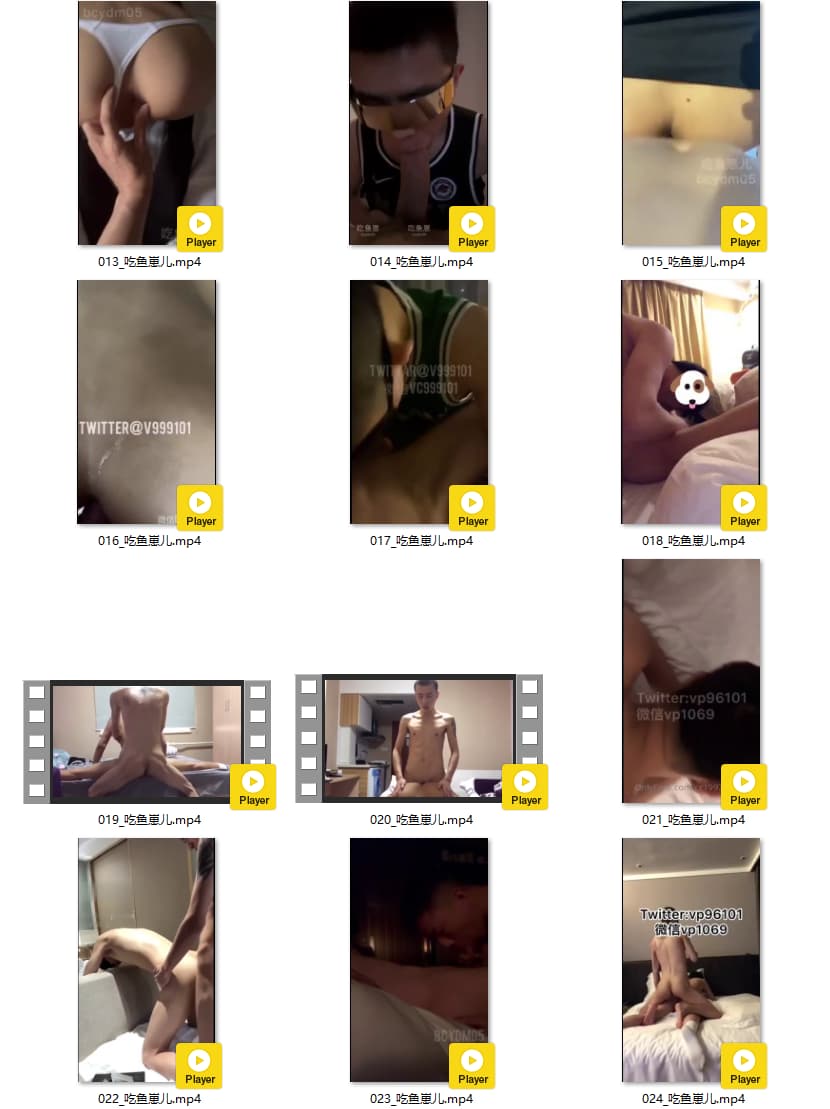 bcydm05
吃
Player
Player
吃鱼崽儿
bcydm05
Player
013_吃鱼崽儿.mp4
014_吃鱼崽儿.mp4
015_吃鱼崽儿.mp4
TWITTER@V999101
Player
TWITTER@V999101
VC999101
Player
Player
016_吃鱼崽儿.mp4
017_吃鱼崽儿.mp4
018_吃鱼崽儿.mp4
Player
Player
Twitter:vp96101
微信vp1069
Player
019_吃鱼崽儿.mp4
020_吃鱼崽儿.mp4
021_吃鱼崽儿.mp4
Player
BCYDM05
Player
Twitter:vp96101
微信vp1069
Player
022_吃鱼崽儿.mp4
023_吃鱼崽儿.mp4
024_吃鱼崽儿.mp4